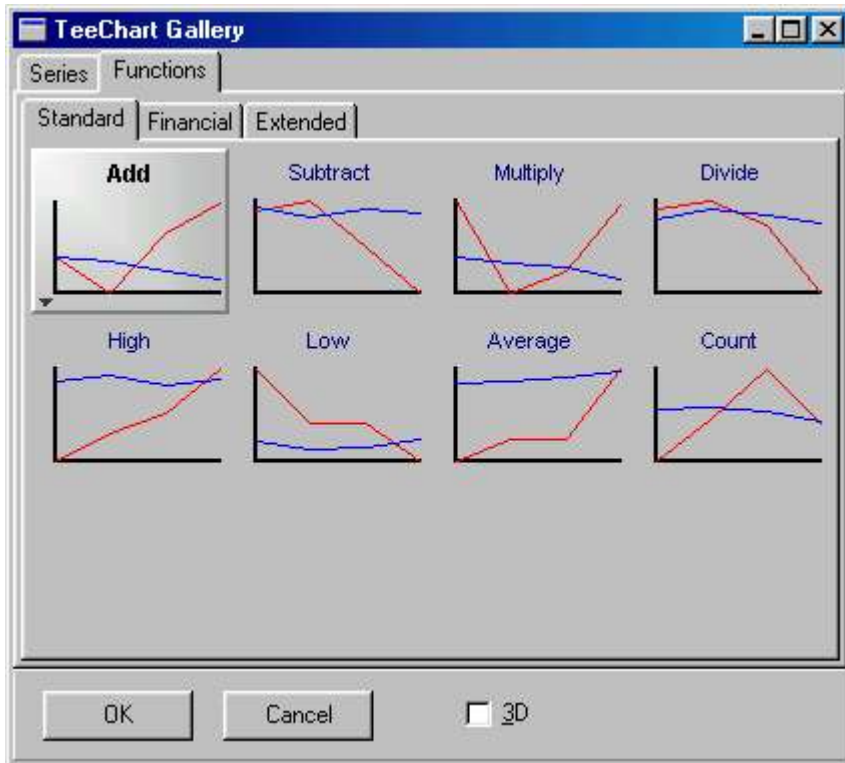 TeeChart Gallery
Series Functions
Standard Financial Extended
Add Subtract Multiply Divide
High Low Average Count
OK Cancel 3D